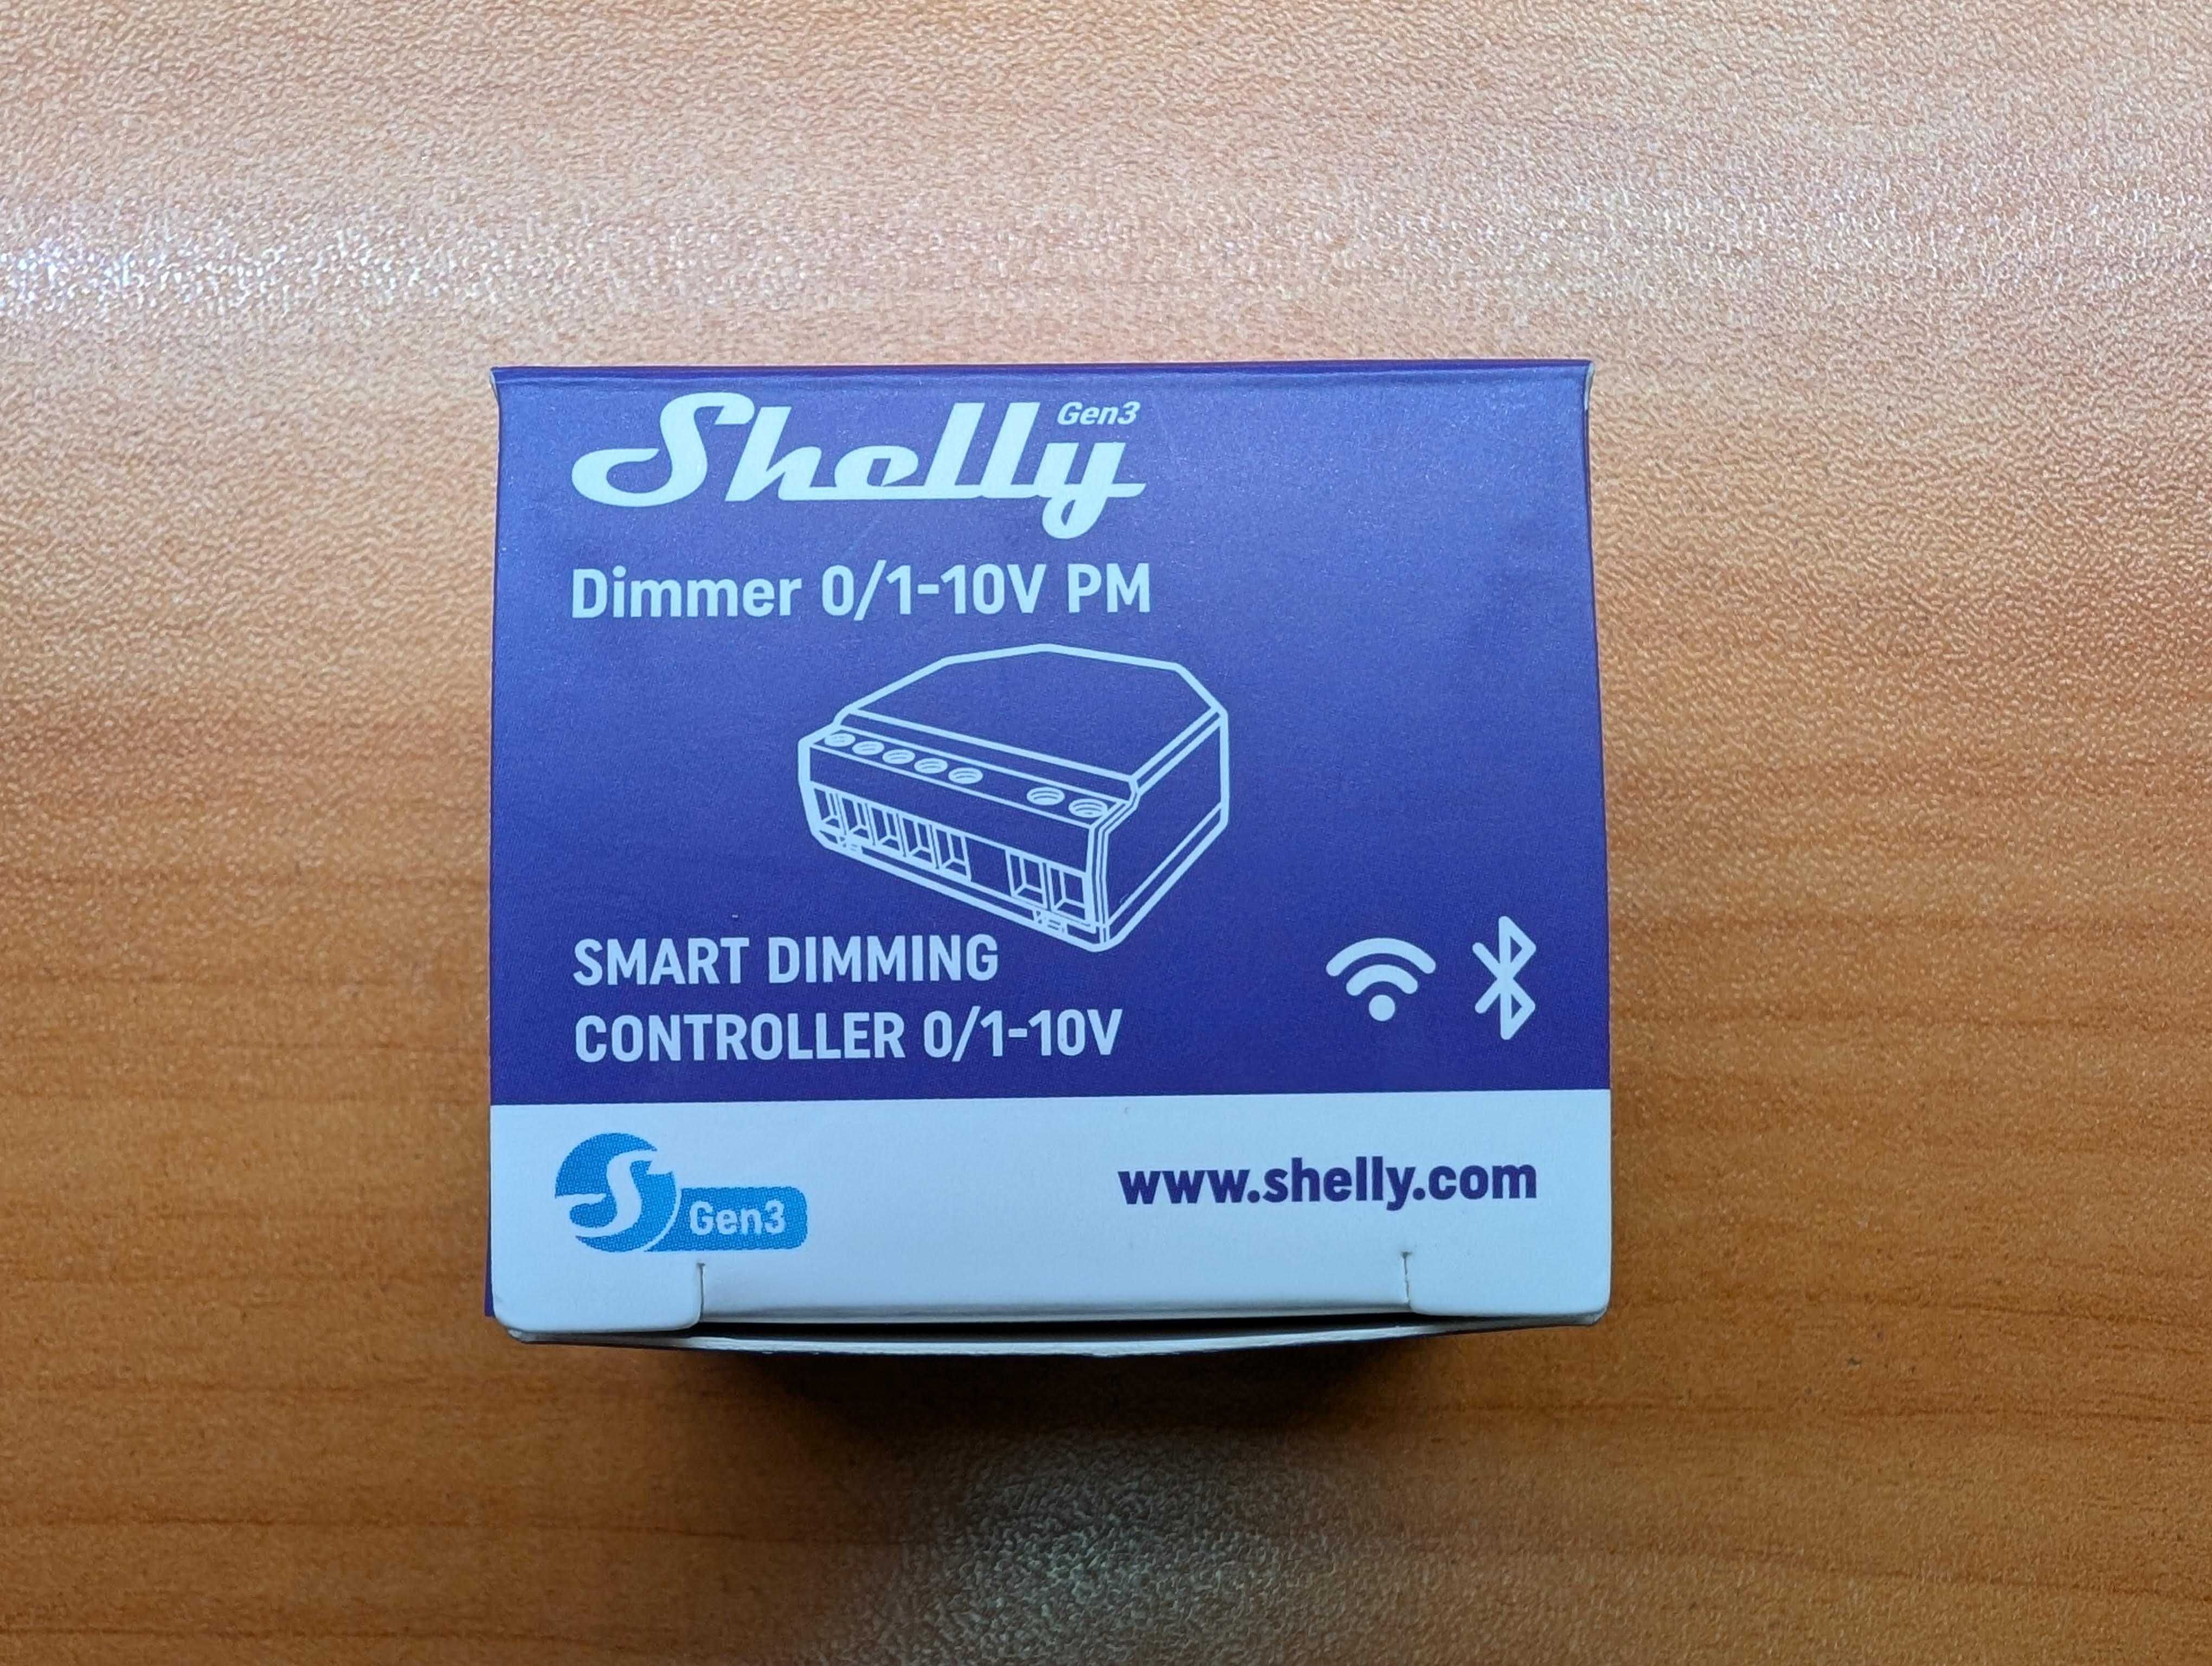 Shelly Gen3
Dimmer 0/1-10V PM
SMART DIMMING
CONTROLLER 0/1-10V
Gen3
www.shelly.com